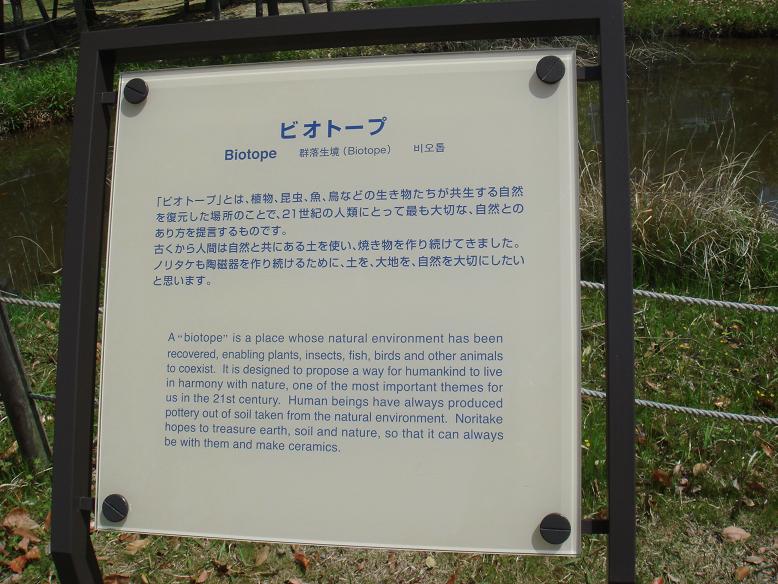 ビオトープ
Biotope 群落生境（Biotope） 비오톱
「ビオトープ」とは、植物、昆虫、魚、鳥などの生き物たちが共生する自然
を復元した場所のことで、21世紀の人類にとって最も大切な、自然との
あり方を提言するものです。
古くから人間は自然と共にある土を使い、焼き物を作り続けてきました。
ノリタケも陶磁器を作り続けるために、土を、大地を、自然を大切にしたい
と思います。
A "biotope" is a place whose natural environment has been
recovered, enabling plants, insects, fish, birds and other animals
to coexist. It is designed to propose a way for humankind to live
in harmony with nature, one of the most important themes for
us in the 21st century. Human beings have always produced
pottery out of soil taken from the natural environment. Noritake
hopes to treasure earth, soil and nature, so that it can always
be with them and make ceramics.